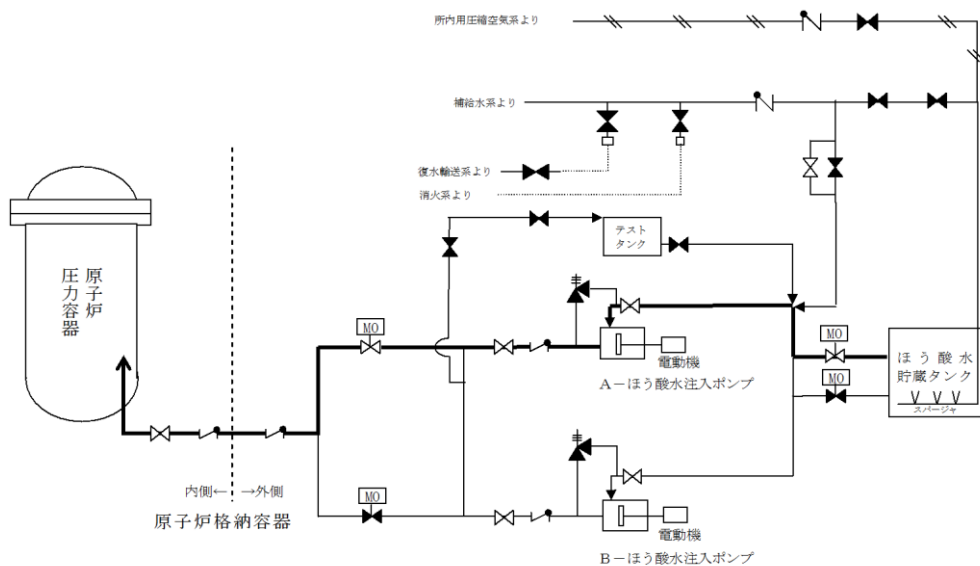 所内用圧縮空気系より
補給水系より
復水輸送系より
消火系より
テスト
タンク
原子炉
圧力容器
MO
電動機
A－ほう酸水注入ポンプ
MO
MO
ほう酸水
貯蔵タンク
スパージャ
内側←
→外側
原子炉格納容器
MO
電動機
B－ほう酸水注入ポンプ